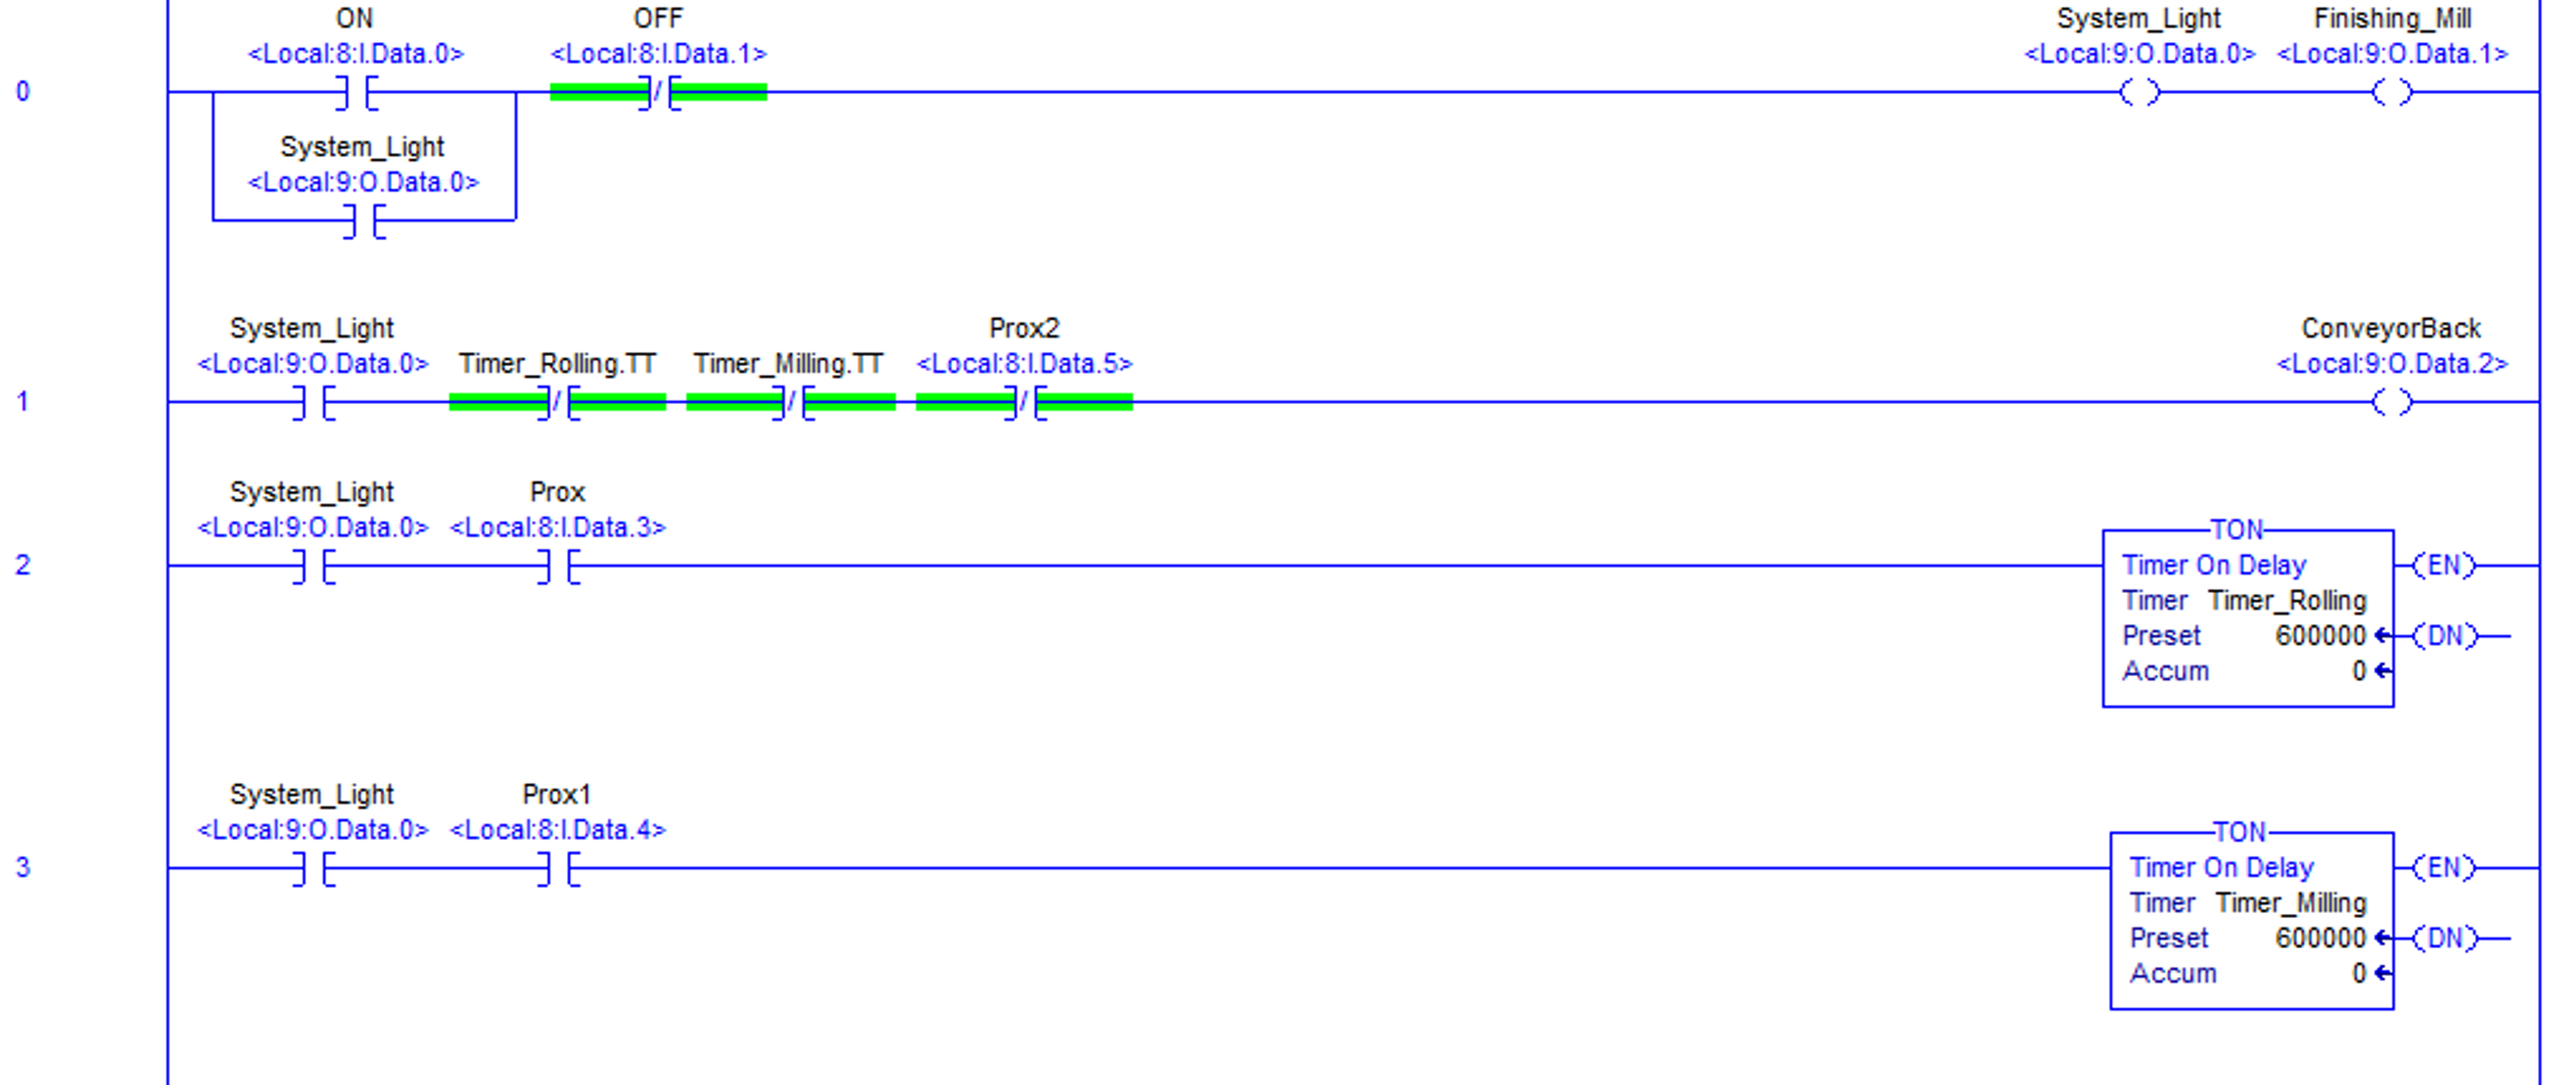 ON OFF System_Light Finishing_Mill
<Local:8:I.Data.0> <Local:8:I.Data.1> <Local:9:O.Data.0> <Local:9:O.Data.1>
0
System_Light
<Local:9:O.Data.0>
System_Light Prox2 ConveyorBack
<Local:9:O.Data.0> Timer_Rolling.TT Timer_Milling.TT <Local:8:I.Data.5> <Local:9:O.Data.2>
1
System_Light Prox
<Local:9:O.Data.0> <Local:8:I.Data.3>
TON
2 Timer On Delay EN
Timer Timer_Rolling
Preset 600000 DN
Accum 0
System_Light Prox1
<Local:9:O.Data.0> <Local:8:I.Data.4>
TON
3 Timer On Delay EN
Timer Timer_Milling
Preset 600000 DN
Accum 0